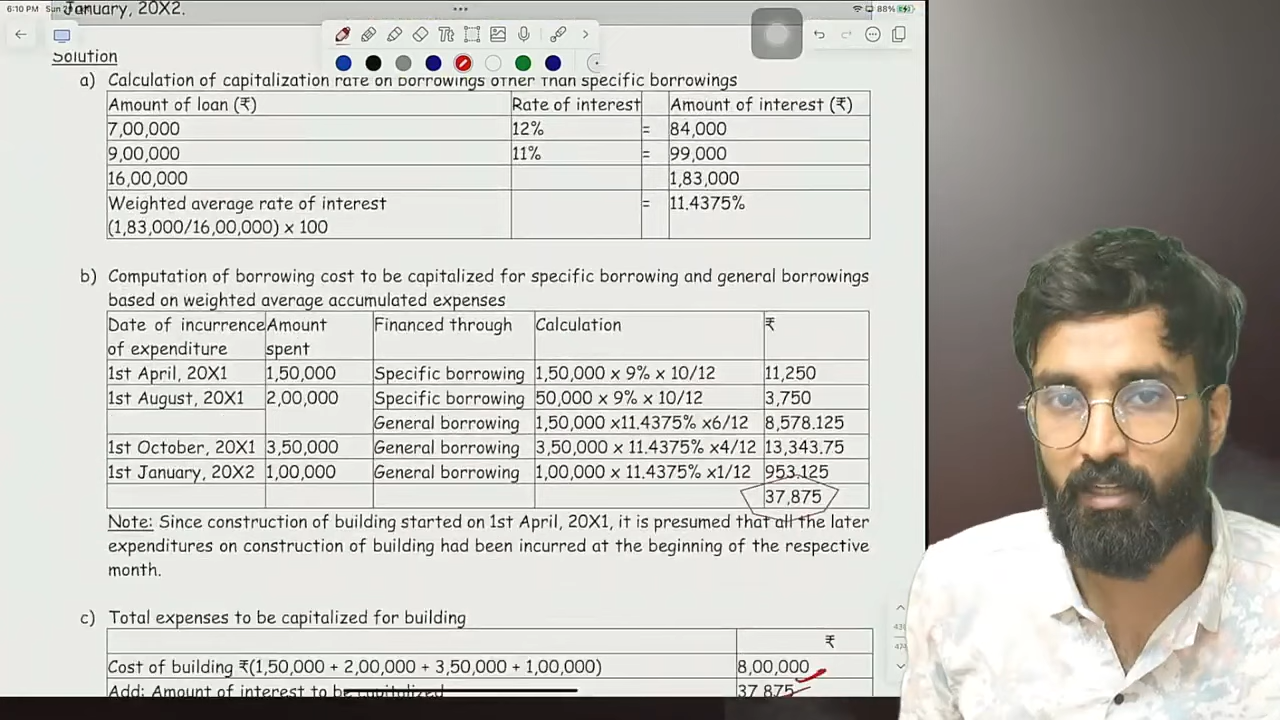 January, 20X2.
6:10 PM Sun
88%
Tt
Solution
a) Calculation of capitalization rate on borrowings other than specific borrowings
Amount of loan (₹) Rate of interest Amount of interest (₹)
7,00,000 12% = 84,000
9,00,000 11% = 99,000
16,00,000 1,83,000
Weighted average rate of interest = 11.4375%
(1,83,000/16,00,000) x 100
b) Computation of borrowing cost to be capitalized for specific borrowing and general borrowings
based on weighted average accumulated expenses
Date of incurrence Amount Financed through Calculation ₹
of expenditure spent
1st April, 20X1 1,50,000 Specific borrowing 1,50,000 x 9% x 10/12 11,250
1st August, 20X1 2,00,000 Specific borrowing 50,000 x 9% x 10/12 3,750
General borrowing 1,50,000 x11.4375% x6/12 8,578.125
1st October, 20X1 3,50,000 General borrowing 3,50,000 x 11.4375% x4/12 13,343.75
1st January, 20X2 1,00,000 General borrowing 1,00,000 x 11.4375% x1/12 953.125
37,875
Note: Since construction of building started on 1st April, 20X1, it is presumed that all the later
expenditures on construction of building had been incurred at the beginning of the respective
month.
c) Total expenses to be capitalized for building
₹
Cost of building ₹(1,50,000 + 2,00,000 + 3,50,000 + 1,00,000) 8,00,000
Add: Amount of interest to be capitalized 37,875